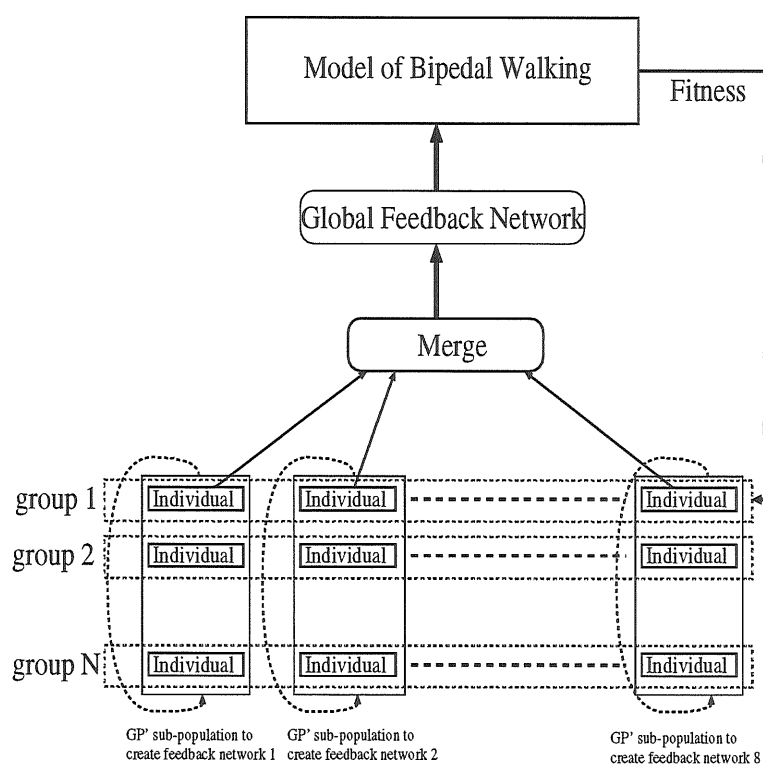 Model of Bipedal Walking
Fitness
Global Feedback Network
Merge
group 1
Individual
Individual
Individual
group 2
Individual
Individual
Individual
group N
Individual
Individual
Individual
GP' sub-population to
create feedback network 1
GP' sub-population to
create feedback network 2
GP' sub-population to
create feedback network 8